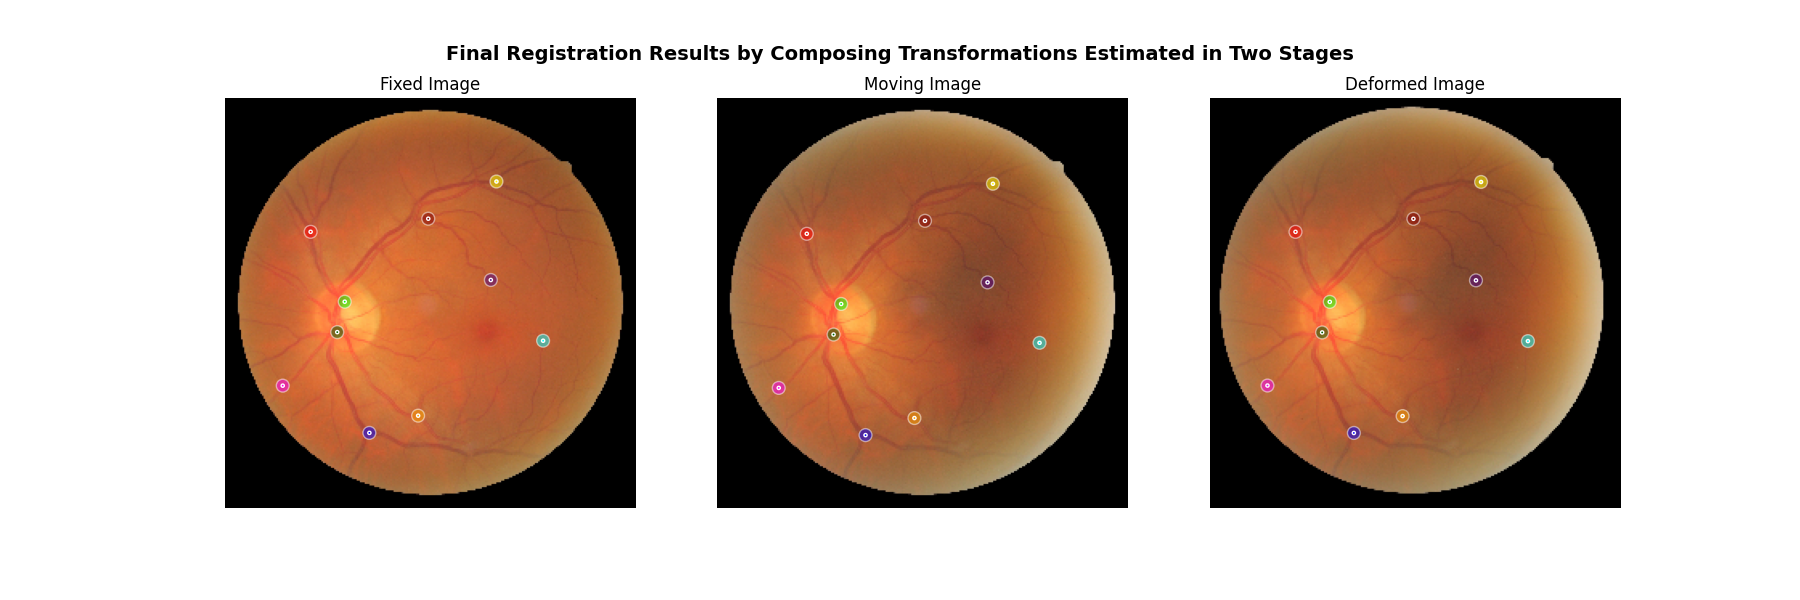 Final Registration Results by Composing Transformations Estimated in Two Stages
Fixed Image
Moving Image
Deformed Image